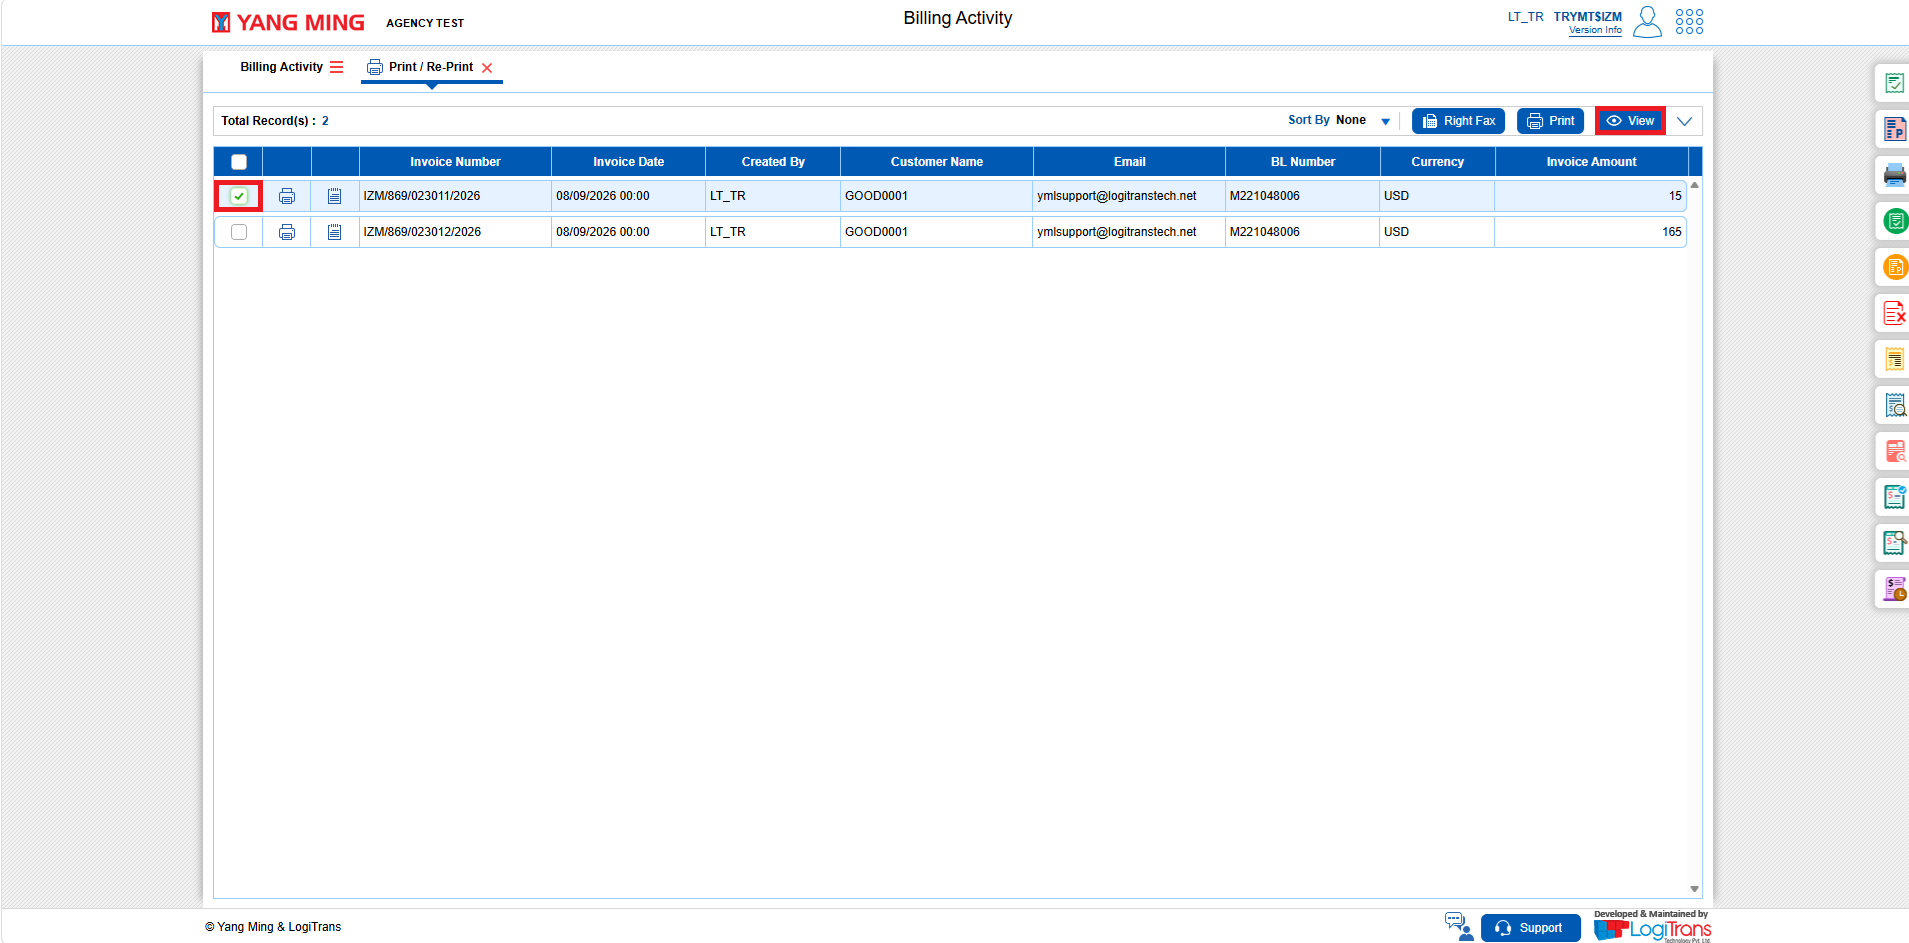 YANG MING AGENCY TEST
Billing Activity
LT_TR TRYMT$IZM
Version Info
Billing Activity Print / Re-Print
Total Record(s) : 2
Sort By None Right Fax Print View
Invoice Number Invoice Date Created By Customer Name Email BL Number Currency Invoice Amount
IZM/869/023011/2026 08/09/2026 00:00 LT_TR GOOD0001 ymlsupport@logitranstech.net M221048006 USD 15
IZM/869/023012/2026 08/09/2026 00:00 LT_TR GOOD0001 ymlsupport@logitranstech.net M221048006 USD 165
© Yang Ming & LogiTrans
Support
Developed & Maintained by
LogiTrans
Technology Pvt. Ltd.